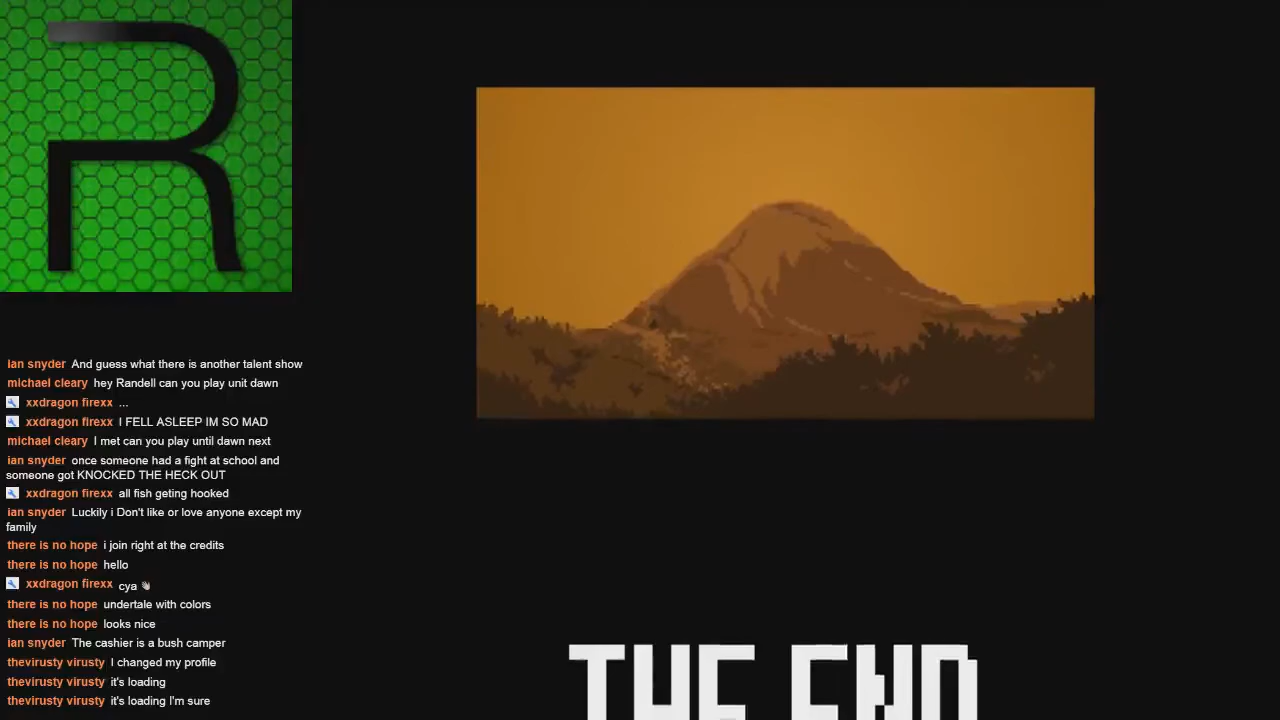 R
ian snyder And guess what there is another talent show
michael cleary hey Randell can you play unit dawn
xxdragon firexx ...
xxdragon firexx I FELL ASLEEP IM SO MAD
michael cleary I met can you play until dawn next
ian snyder once someone had a fight at school and
someone got KNOCKED THE HECK OUT
xxdragon firexx all fish geting hooked
ian snyder Luckily i Don't like or love anyone except my
family
there is no hope i join right at the credits
there is no hope hello
xxdragon firexx cya 👋
there is no hope undertale with colors
there is no hope looks nice
ian snyder The cashier is a bush camper
thevirusty virusty I changed my profile
thevirusty virusty it's loading
thevirusty virusty it's loading I'm sure
THE END